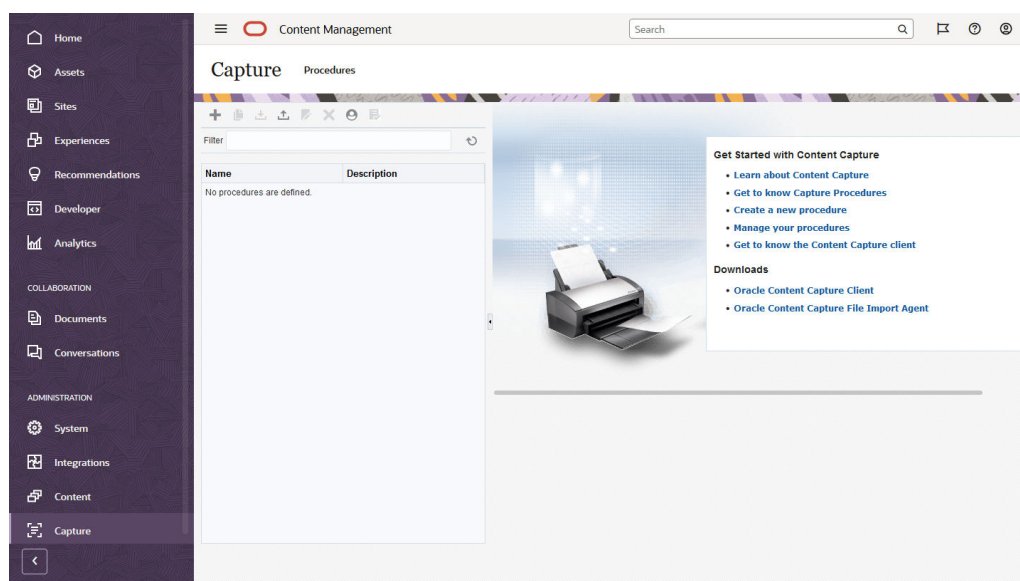 Home
Assets
Sites
Experiences
Recommendations
Developer
Analytics
COLLABORATION
Documents
Conversations
ADMINISTRATION
System
Integrations
Content
Capture
Content Management
Search
Capture Procedures
Filter
Name Description
No procedures are defined.
Get Started with Content Capture
• Learn about Content Capture
• Get to know Capture Procedures
• Create a new procedure
• Manage your procedures
• Get to know the Content Capture client
Downloads
• Oracle Content Capture Client
• Oracle Content Capture File Import Agent